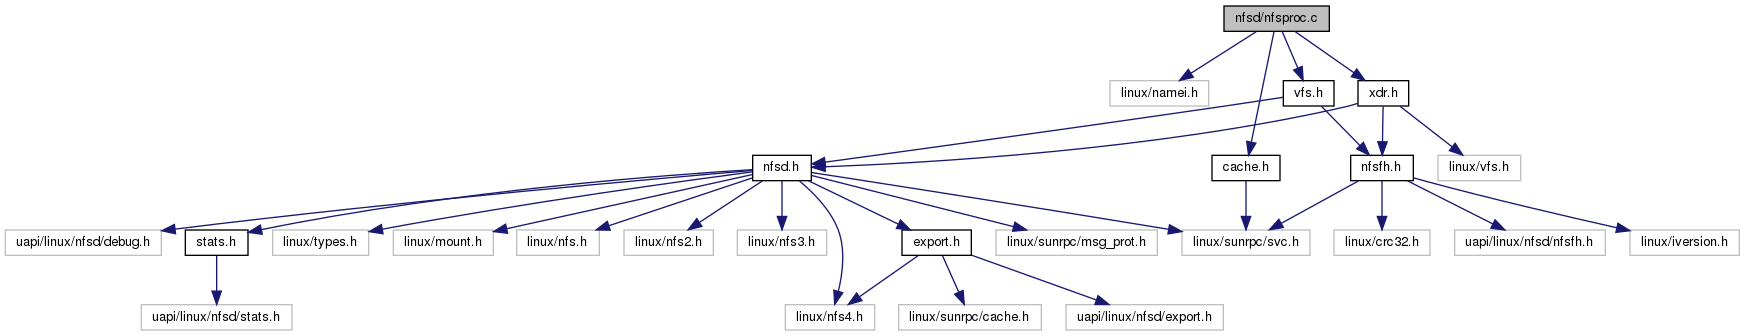 nfsd/nfsproc.c
linux/namei.h
vfs.h
xdr.h
nfsd.h
cache.h
nfsfh.h
linux/vfs.h
uapi/linux/nfsd/debug.h
stats.h
linux/types.h
linux/mount.h
linux/nfs.h
linux/nfs2.h
linux/nfs3.h
export.h
linux/sunrpc/msg_prot.h
linux/sunrpc/svc.h
linux/crc32.h
uapi/linux/nfsd/nfsfh.h
linux/iversion.h
uapi/linux/nfsd/stats.h
linux/nfs4.h
linux/sunrpc/cache.h
uapi/linux/nfsd/export.h